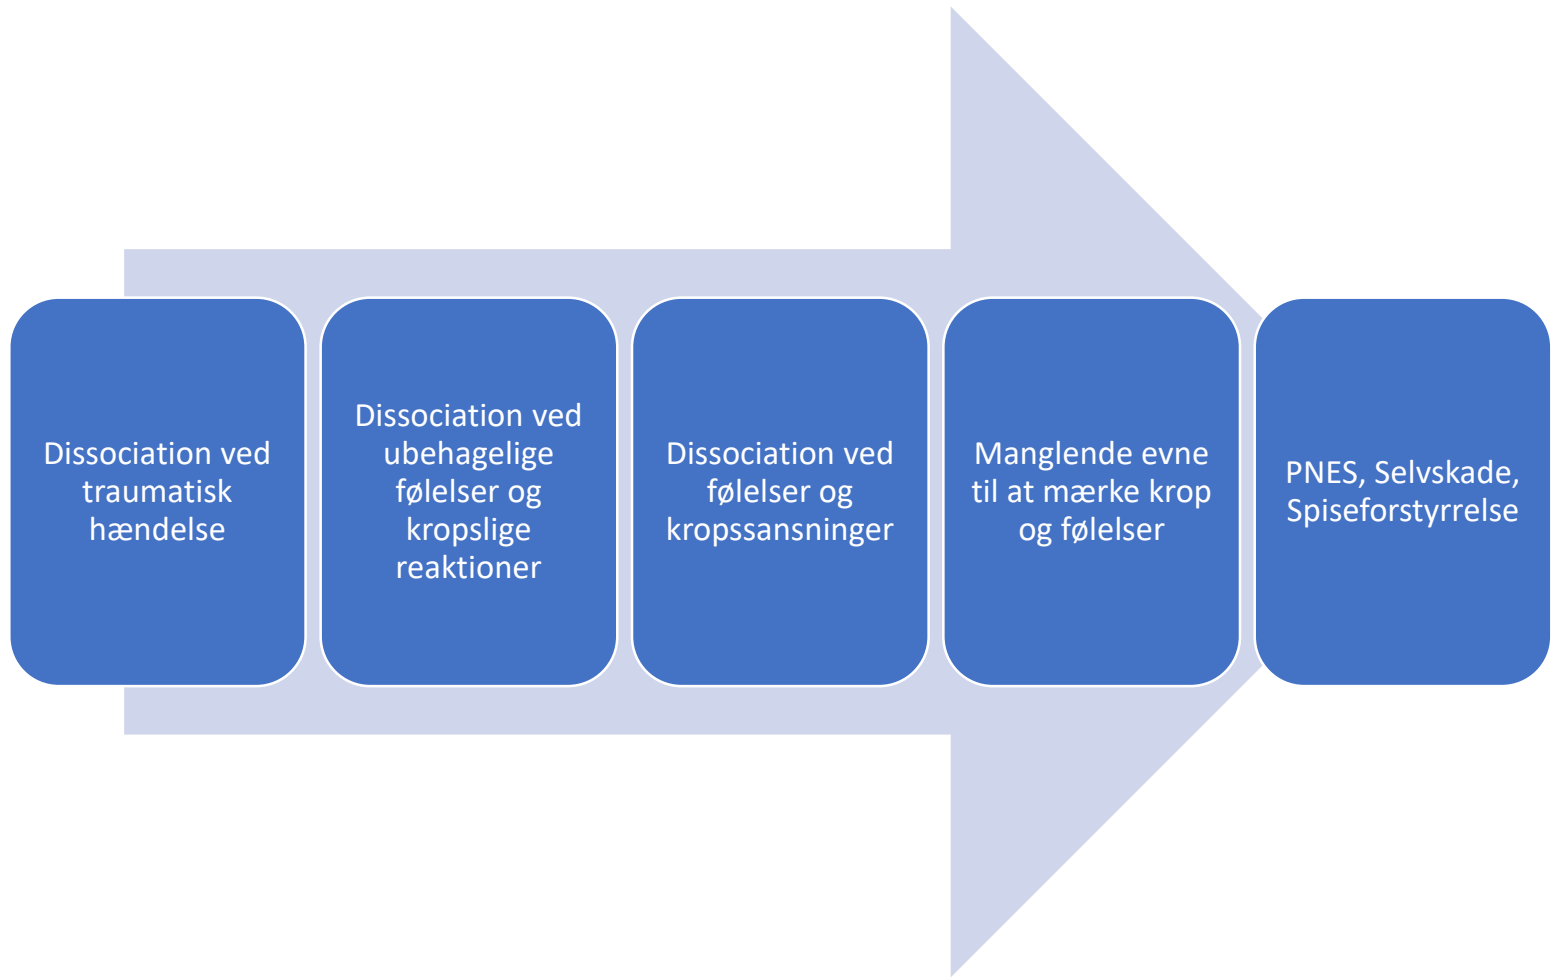 Dissociation ved
traumatisk
hændelse
Dissociation ved
ubehagelige
følelser og
kropslige
reaktioner
Dissociation ved
følelser og
kropssansninger
Manglende evne
til at mærke krop
og følelser
PNES, Selvskade,
Spiseforstyrrelse